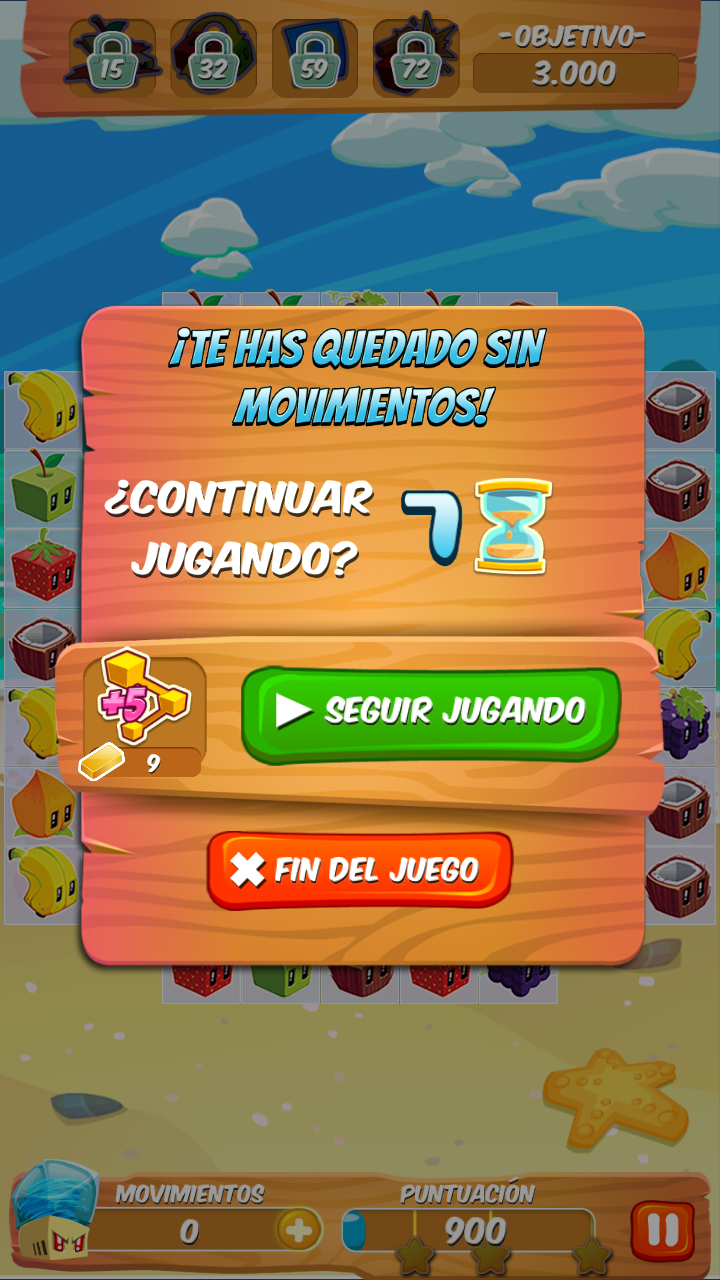 15 32 59 72
-OBJETIVO-
3.000
¡TE HAS QUEDADO SIN
MOVIMIENTOS!
¿CONTINUAR
JUGANDO?
7
+5
9
SEGUIR JUGANDO
FIN DEL JUEGO
MOVIMIENTOS
0
PUNTUACIÓN
900